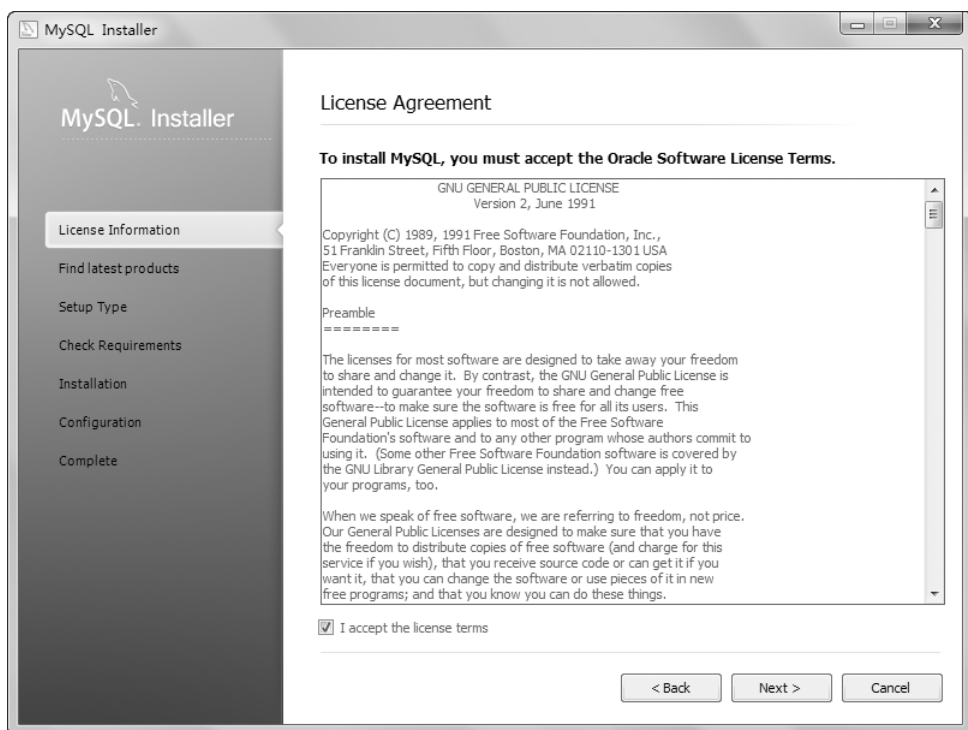 MySQL Installer
MySQL. Installer
License Information
Find latest products
Setup Type
Check Requirements
Installation
Configuration
Complete
License Agreement
To install MySQL, you must accept the Oracle Software License Terms.
GNU GENERAL PUBLIC LICENSE
Version 2, June 1991
Copyright (C) 1989, 1991 Free Software Foundation, Inc.,
51 Franklin Street, Fifth Floor, Boston, MA 02110-1301 USA
Everyone is permitted to copy and distribute verbatim copies
of this license document, but changing it is not allowed.
Preamble
========
The licenses for most software are designed to take away your freedom
to share and change it. By contrast, the GNU General Public License is
intended to guarantee your freedom to share and change free
software--to make sure the software is free for all its users. This
General Public License applies to most of the Free Software
Foundation's software and to any other program whose authors commit to
using it. (Some other Free Software Foundation software is covered by
the GNU Library General Public License instead.) You can apply it to
your programs, too.
When we speak of free software, we are referring to freedom, not price.
Our General Public Licenses are designed to make sure that you have
the freedom to distribute copies of free software (and charge for this
service if you wish), that you receive source code or can get it if you
want it, that you can change the software or use pieces of it in new
free programs; and that you know you can do these things.
I accept the license terms
< Back
Next >
Cancel